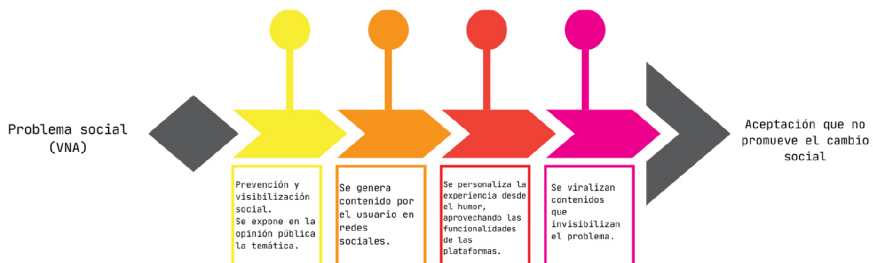 Problema social
(VNA)
Prevención y
visibilización
social.
Se expone en la
opinión pública
la temática.
Se genera
contenido por
el usuario en
redes
sociales.
Se personaliza la
experiencia desde
el humor,
aprovechando las
funcionalidades
de las
plataformas.
Se viralizan
contenidos
que
invisibilizan
el problema.
Aceptación que no
promueve el cambio
social